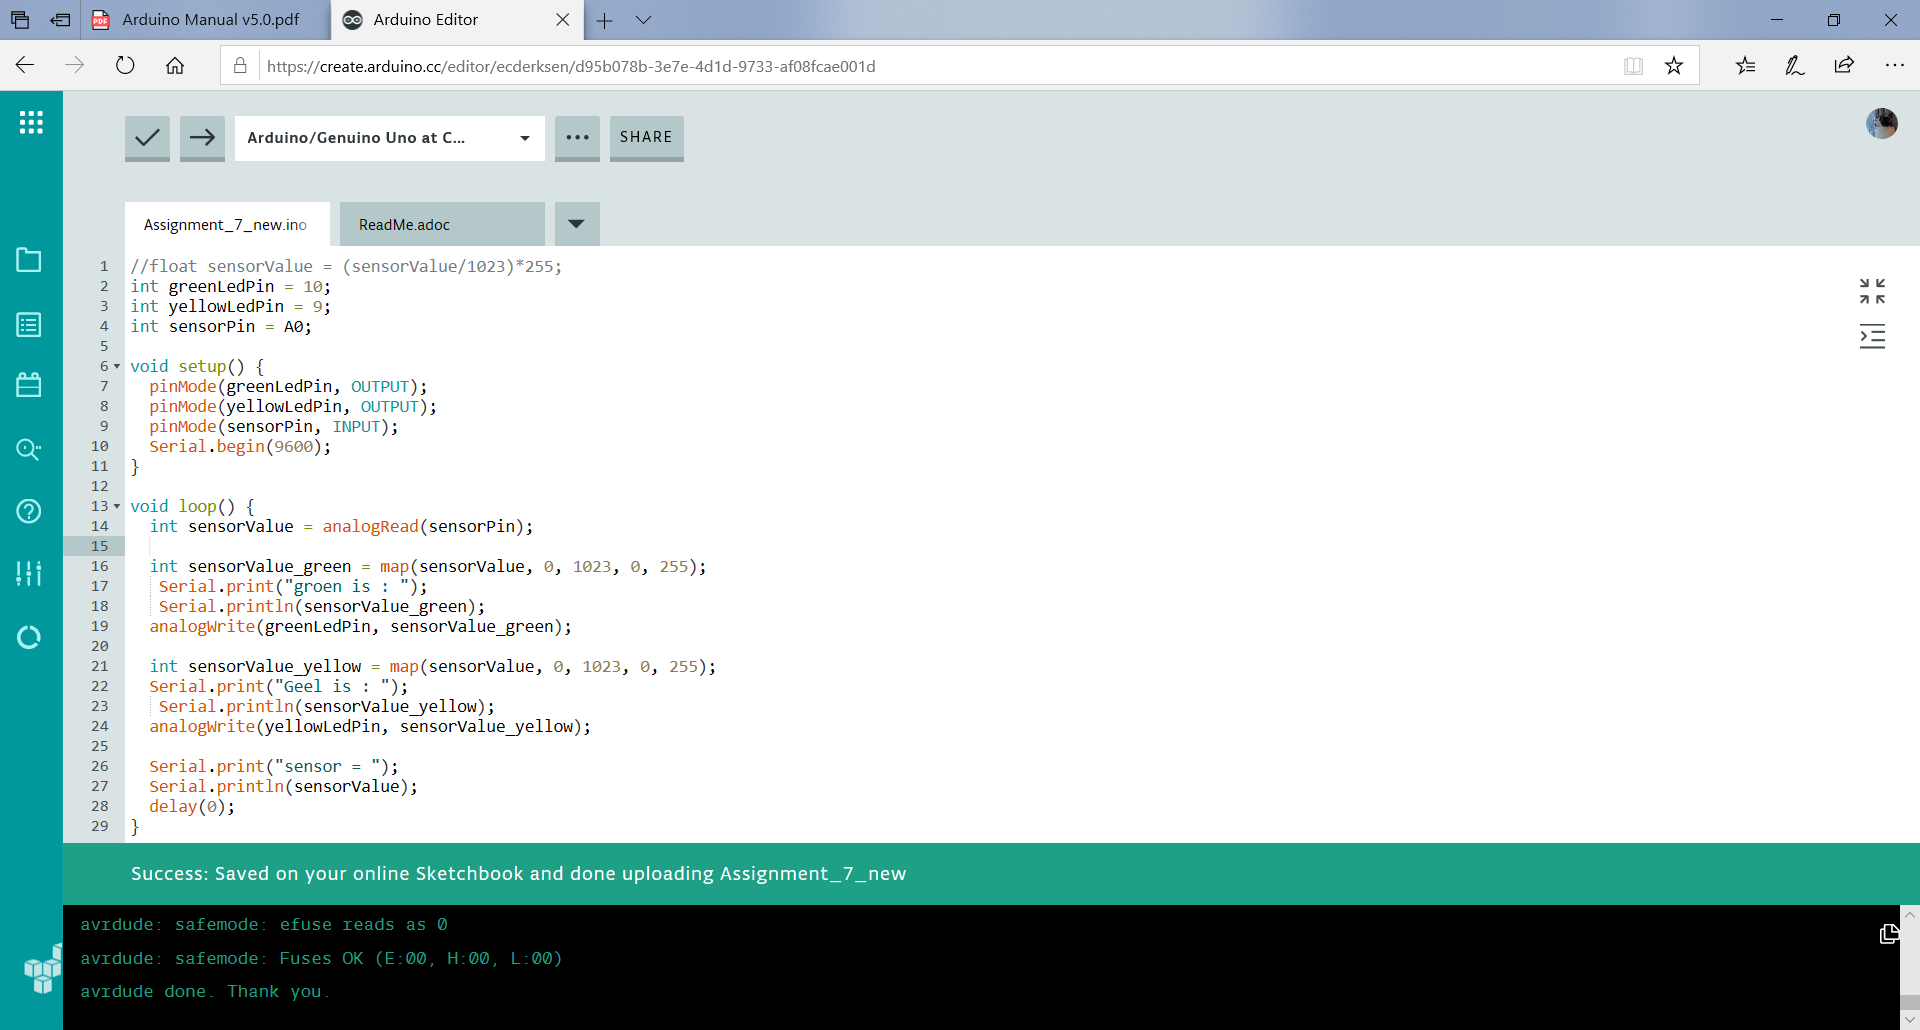 Arduino Manual v5.0.pdf
Arduino Editor
https://create.arduino.cc/editor/ecderksen/d95b078b-3e7e-4d1d-9733-af08fcae001d
Arduino/Genuino Uno at C...
SHARE
Assignment_7_new.ino
ReadMe.adoc
1 //float sensorValue = (sensorValue/1023)*255;
2 int greenLedPin = 10;
3 int yellowLedPin = 9;
4 int sensorPin = A0;
5
6 void setup() {
7 pinMode(greenLedPin, OUTPUT);
8 pinMode(yellowLedPin, OUTPUT);
9 pinMode(sensorPin, INPUT);
10 Serial.begin(9600);
11 }
12
13 void loop() {
14 int sensorValue = analogRead(sensorPin);
15
16 int sensorValue_green = map(sensorValue, 0, 1023, 0, 255);
17 Serial.print("groen is : ");
18 Serial.println(sensorValue_green);
19 analogWrite(greenLedPin, sensorValue_green);
20
21 int sensorValue_yellow = map(sensorValue, 0, 1023, 0, 255);
22 Serial.print("Geel is : ");
23 Serial.println(sensorValue_yellow);
24 analogWrite(yellowLedPin, sensorValue_yellow);
25
26 Serial.print("sensor = ");
27 Serial.println(sensorValue);
28 delay(0);
29 }
Success: Saved on your online Sketchbook and done uploading Assignment_7_new
avrdude: safemode: efuse reads as 0
avrdude: safemode: Fuses OK (E:00, H:00, L:00)
avrdude done. Thank you.